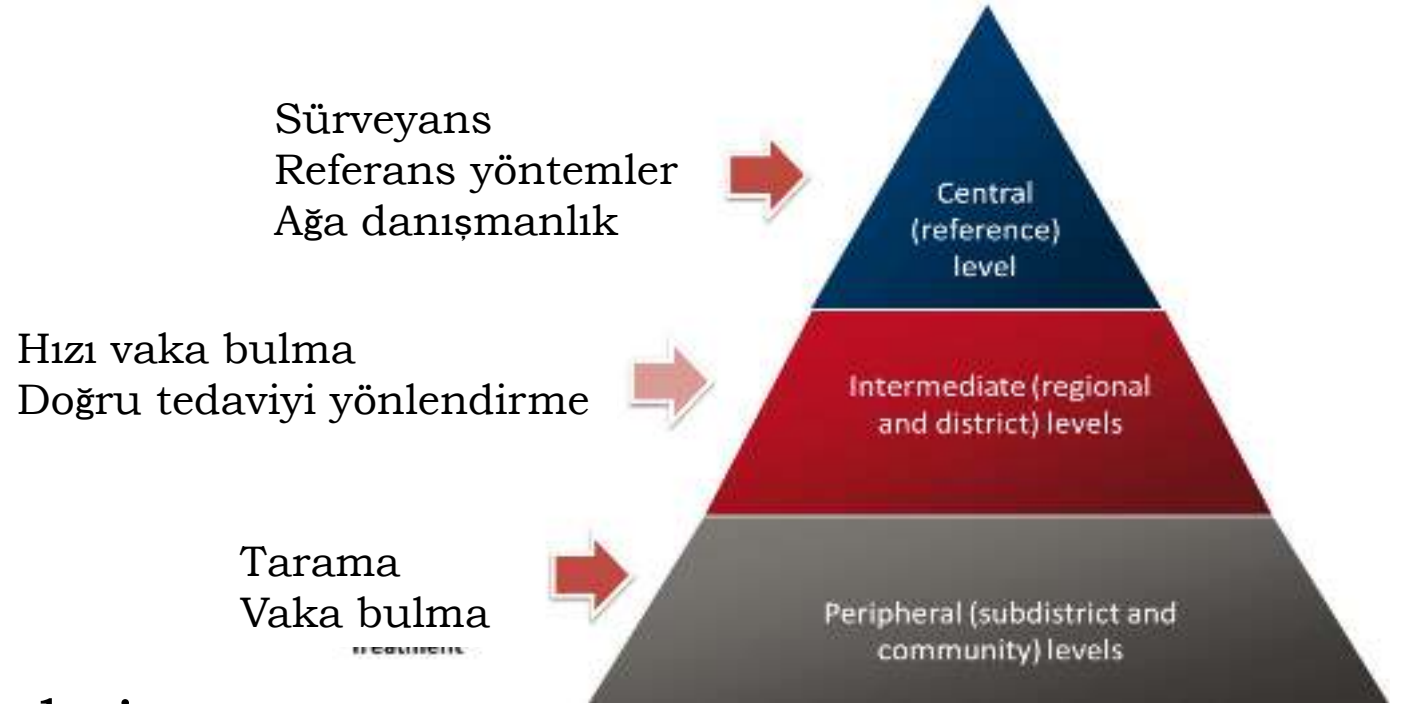 Sürveyans
Referans yöntemler
Ağa danışmanlık
Central
(reference)
level
Hızı vaka bulma
Doğru tedaviyi yönlendirme
Intermediate (regional
and district) levels
Tarama
Vaka bulma
Peripheral (subdistrict and
community) levels